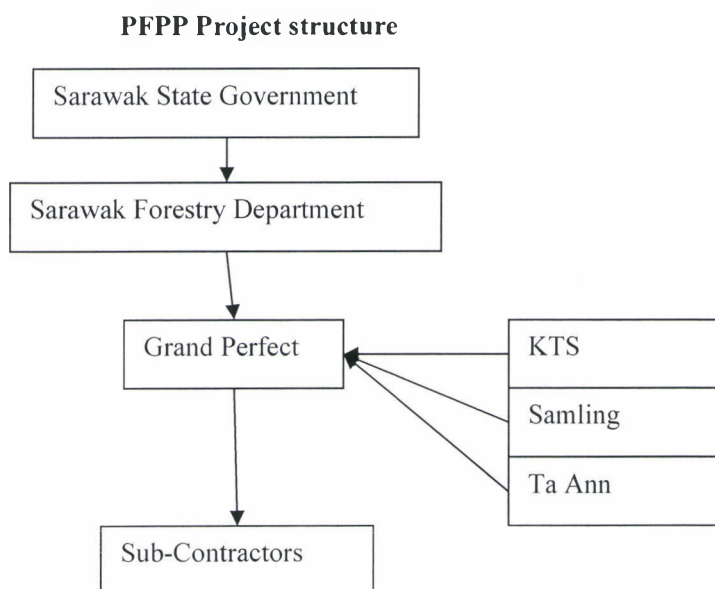 PFPP Project structure
Sarawak State Government
Sarawak Forestry Department
Grand Perfect
KTS
Samling
Ta Ann
Sub-Contractors